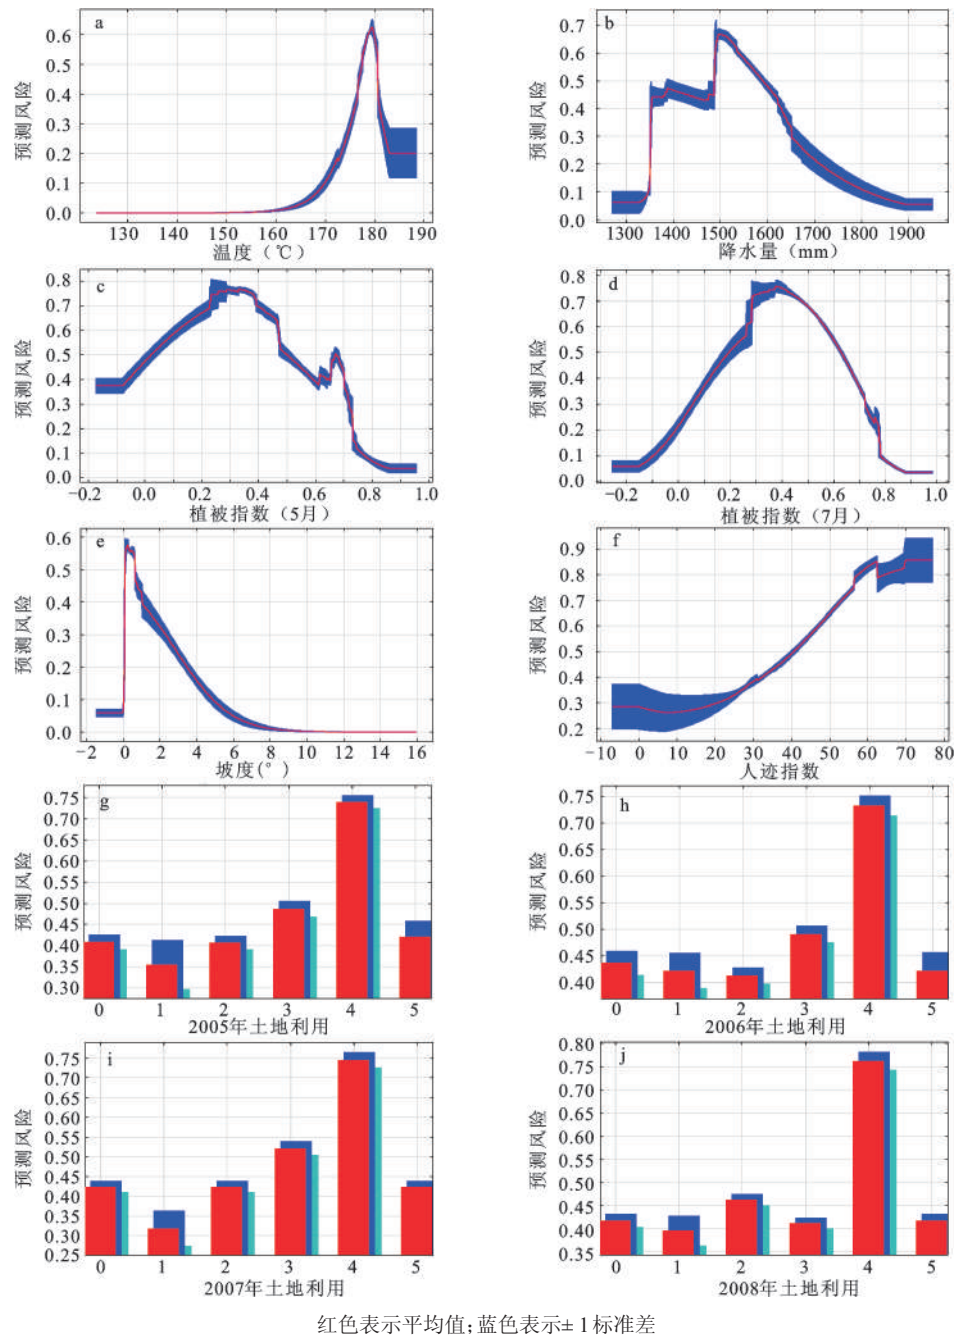 a
0.6
0.5
0.4
0.3
0.2
0.1
0.0
预测风险
130 140 150 160 170 180 190
温度（℃）
b
0.7
0.6
0.5
0.4
0.3
0.2
0.1
0.0
预测风险
1300 1400 1500 1600 1700 1800 1900
降水量（mm）
c
0.8
0.7
0.6
0.5
0.4
0.3
0.2
0.1
0.0
预测风险
−0.2 0.0 0.2 0.4 0.6 0.8 1.0
植被指数（5月）
d
0.8
0.7
0.6
0.5
0.4
0.3
0.2
0.1
0.0
预测风险
−0.2 0.0 0.2 0.4 0.6 0.8 1.0
植被指数（7月）
e
0.6
0.5
0.4
0.3
0.2
0.1
0.0
预测风险
−2 0 2 4 6 8 10 12 14 16
坡度(°)
f
0.9
0.8
0.7
0.6
0.5
0.4
0.3
0.2
预测风险
−10 0 10 20 30 40 50 60 70 80
人迹指数
g
0.75
0.70
0.65
0.60
0.55
0.50
0.45
0.40
0.35
0.30
预测风险
0 1 2 3 4 5
2005年土地利用
h
0.75
0.70
0.65
0.60
0.55
0.50
0.45
0.40
预测风险
0 1 2 3 4 5
2006年土地利用
i
0.75
0.70
0.65
0.60
0.55
0.50
0.45
0.40
0.35
0.30
0.25
预测风险
0 1 2 3 4 5
2007年土地利用
j
0.80
0.75
0.70
0.65
0.60
0.55
0.50
0.45
0.40
0.35
预测风险
0 1 2 3 4 5
2008年土地利用
红色表示平均值；蓝色表示± 1标准差